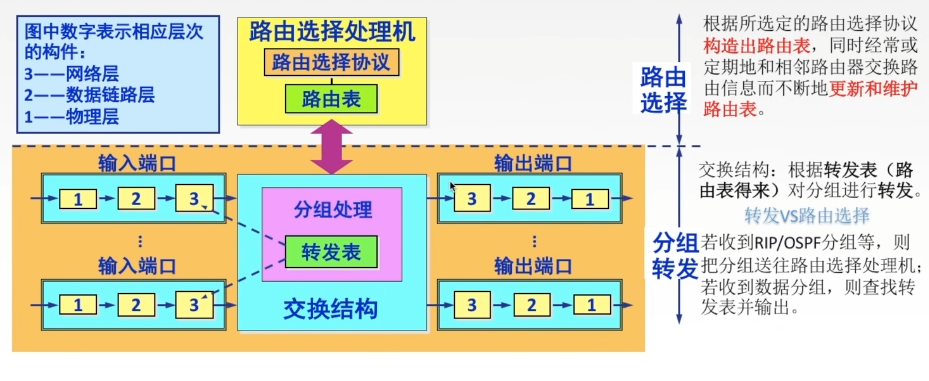 图中数字表示相应层次
的构件：
3——网络层
2——数据链路层
1——物理层
路由选择处理机
路由选择协议
路由表
路由
选择
根据所选定的路由选择协议
构造出路由表，同时经常或
定期地和相邻路由器交换路
由信息而不断地更新和维护
路由表。
输入端口
1 2 3
输入端口
1 2 3
分组处理
转发表
交换结构
输出端口
3 2 1
输出端口
3 2 1
分组
转发
交换结构：根据转发表（路
由表得来）对分组进行转发。
转发VS路由选择
若收到RIP/OSPF分组等，则
把分组送往路由选择处理机；
若收到数据分组，则查找转
发表并输出。